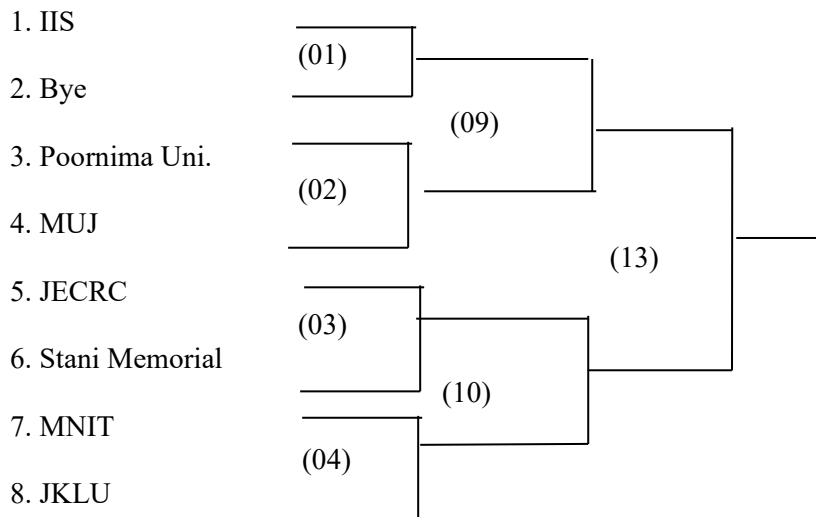 1. IIS
(01)
2. Bye
(09)
3. Poornima Uni.
(02)
4. MUJ
(13)
5. JECRC
(03)
6. Stani Memorial
(10)
7. MNIT
(04)
8. JKLU